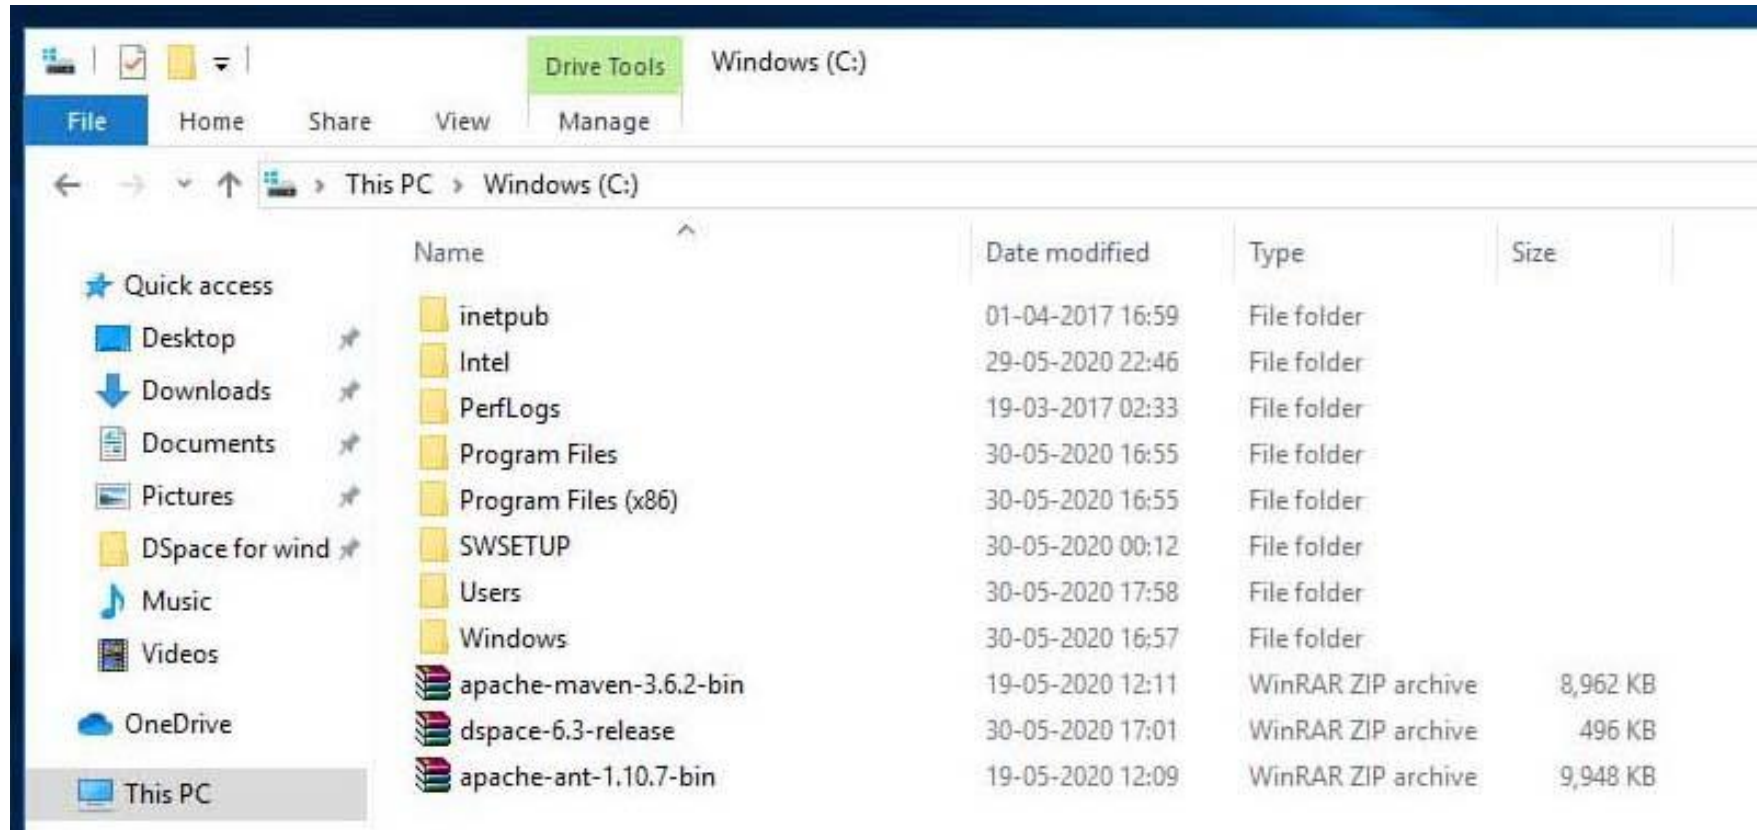 Drive Tools Windows (C:)
File Home Share View Manage
This PC Windows (C:)
Name Date modified Type Size
Quick access
Desktop
Downloads
Documents
Pictures
DSpace for wind
Music
Videos
OneDrive
This PC
inetpub 01-04-2017 16:59 File folder
Intel 29-05-2020 22:46 File folder
PerfLogs 19-03-2017 02:33 File folder
Program Files 30-05-2020 16:55 File folder
Program Files (x86) 30-05-2020 16:55 File folder
SWSETUP 30-05-2020 00:12 File folder
Users 30-05-2020 17:58 File folder
Windows 30-05-2020 16:57 File folder
apache-maven-3.6.2-bin 19-05-2020 12:11 WinRAR ZIP archive 8,962 KB
dspace-6.3-release 30-05-2020 17:01 WinRAR ZIP archive 496 KB
apache-ant-1.10.7-bin 19-05-2020 12:09 WinRAR ZIP archive 9,948 KB